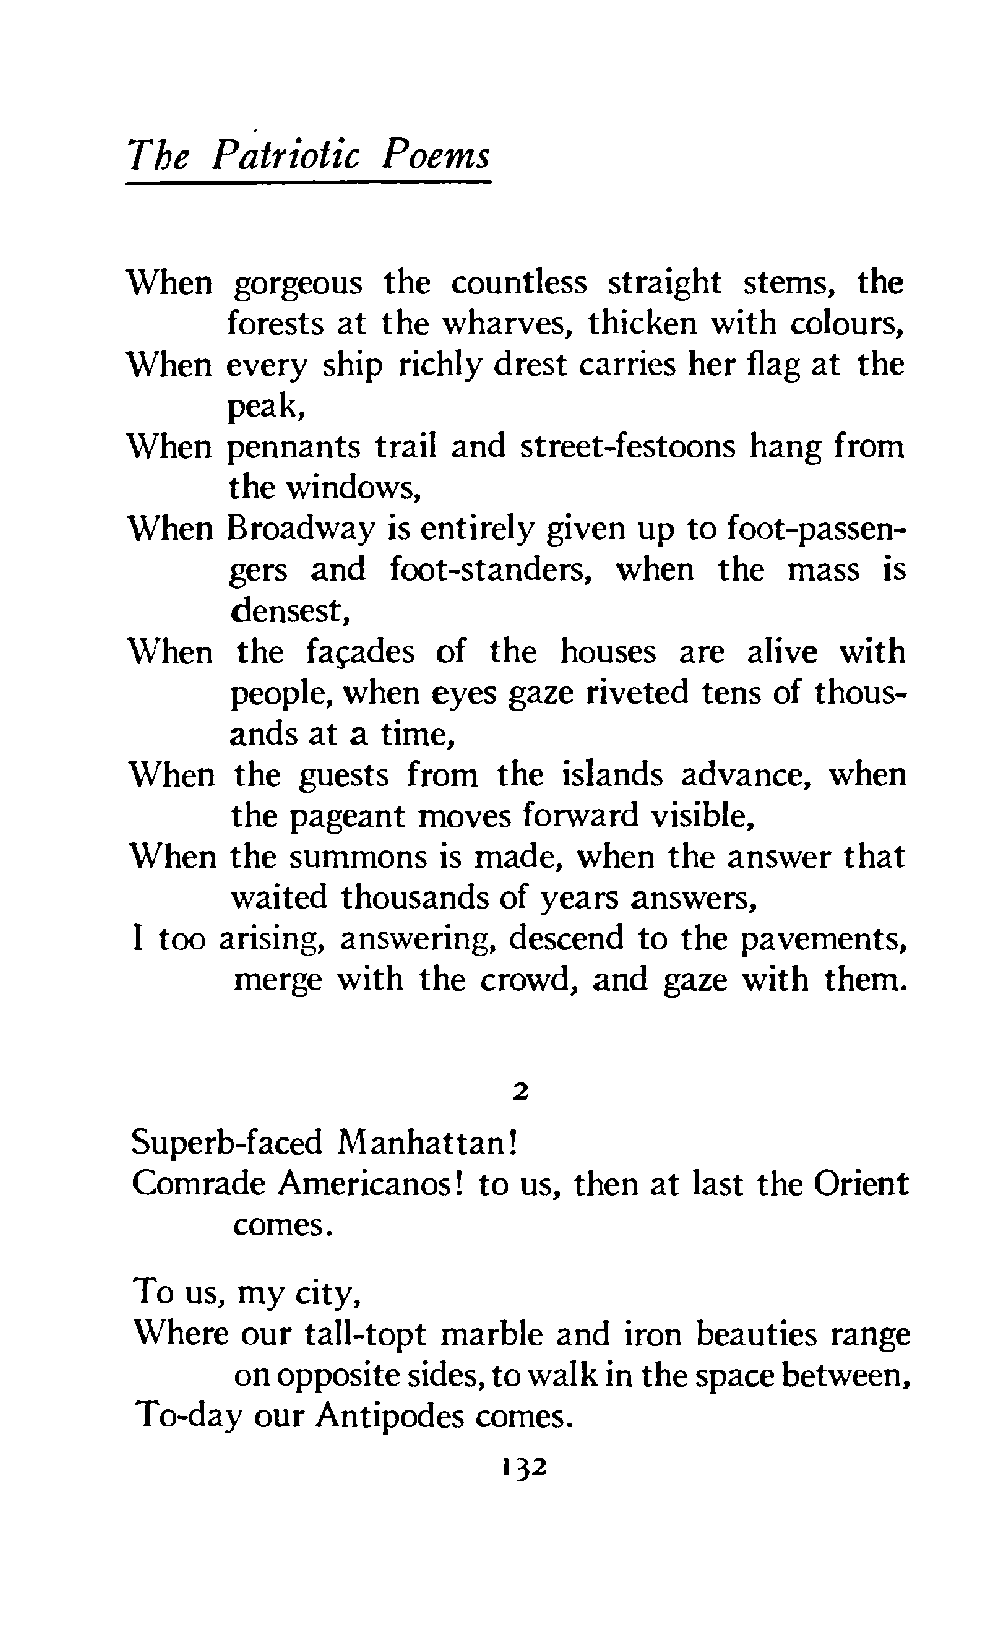 The Patriotic Poems
When gorgeous the countless straight stems, the
forests at the wharves, thicken with colours,
When every ship richly drest carries her flag at the
peak,
When pennants trail and street-festoons hang from
the windows,
When Broadway is entirely given up to foot-passen-
gers and foot-standers, when the mass is
densest,
When the façades of the houses are alive with
people, when eyes gaze riveted tens of thous-
ands at a time,
When the guests from the islands advance, when
the pageant moves forward visible,
When the summons is made, when the answer that
waited thousands of years answers,
I too arising, answering, descend to the pavements,
merge with the crowd, and gaze with them.
2
Superb-faced Manhattan!
Comrade Americanos! to us, then at last the Orient
comes.
To us, my city,
Where our tall-topt marble and iron beauties range
on opposite sides, to walk in the space between,
To-day our Antipodes comes.
132